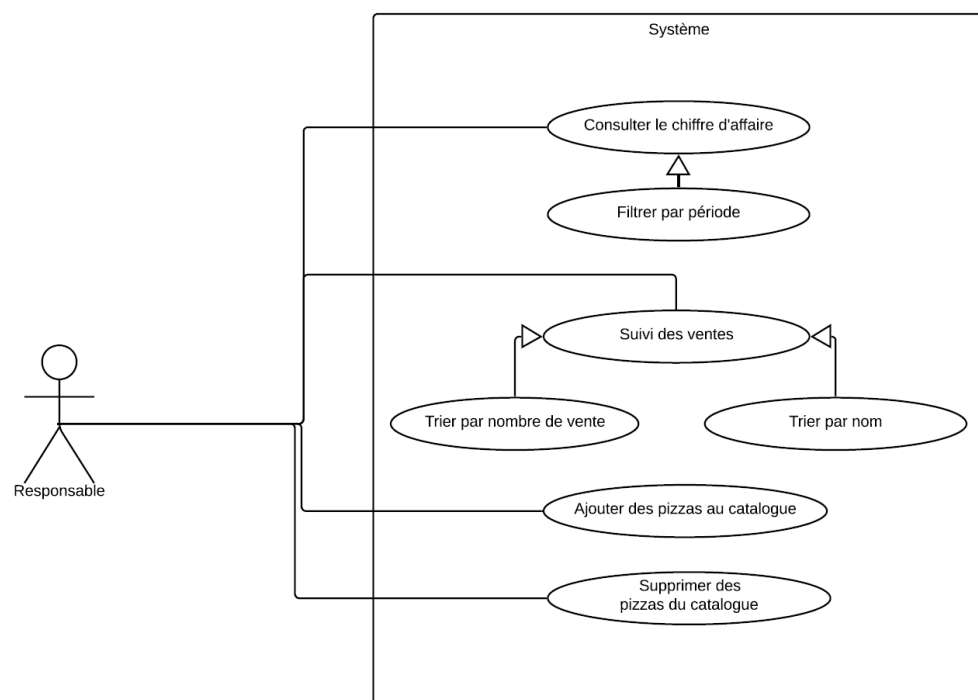 Système
Consulter le chiffre d'affaire
Filtrer par période
Suivi des ventes
Trier par nombre de vente
Trier par nom
Responsable
Ajouter des pizzas au catalogue
Supprimer des
pizzas du catalogue